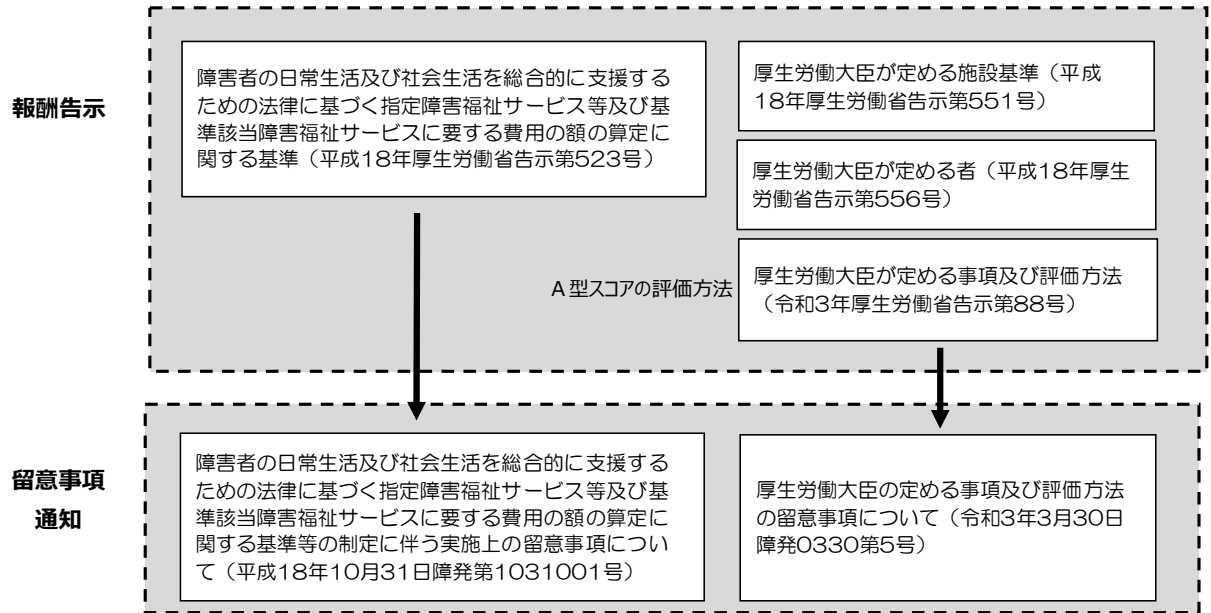 報酬告示
障害者の日常生活及び社会生活を総合的に支援する
ための法律に基づく指定障害福祉サービス等及び基
準該当障害福祉サービスに要する費用の額の算定に
関する基準（平成18年厚生労働省告示第523号）
厚生労働大臣が定める施設基準（平成
18年厚生労働省告示第551号）
厚生労働大臣が定める者（平成18年厚生
労働省告示第556号）
A型スコアの評価方法
厚生労働大臣が定める事項及び評価方法
（令和3年厚生労働省告示第88号）
留意事項
通知
障害者の日常生活及び社会生活を総合的に支援する
ための法律に基づく指定障害福祉サービス等及び基
準該当障害福祉サービスに要する費用の額の算定に
関する基準等の制定に伴う実施上の留意事項につい
て（平成18年10月31日障発第1031001号）
厚生労働大臣の定める事項及び評価方法
の留意事項について（令和3年3月30日
障発0330第5号）